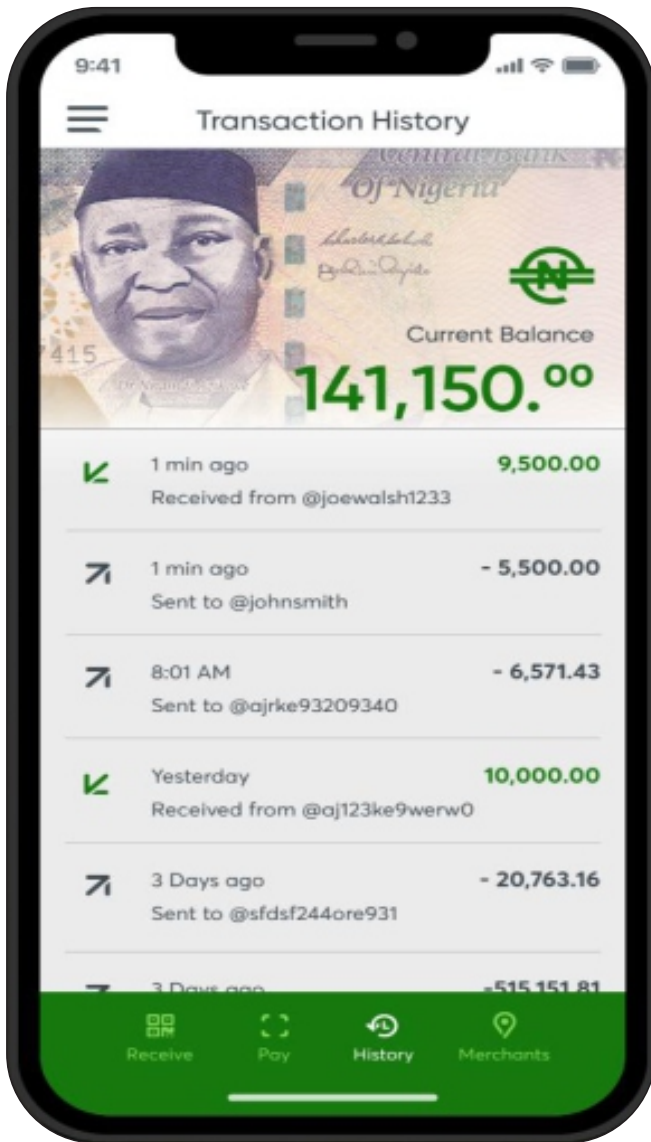 9:41
Transaction History
Central Bank
Of Nigeria
7415
Current Balance
141,150.00
1 min ago 9,500.00
Received from @joewalsh1233
1 min ago - 5,500.00
Sent to @johnsmith
8:01 AM - 6,571.43
Sent to @ajrke93209340
Yesterday 10,000.00
Received from @aj123ke9werw0
3 Days ago - 20,763.16
Sent to @sfdsf244ore931
3 Days ago -515,151.81
Receive Pay History Merchants